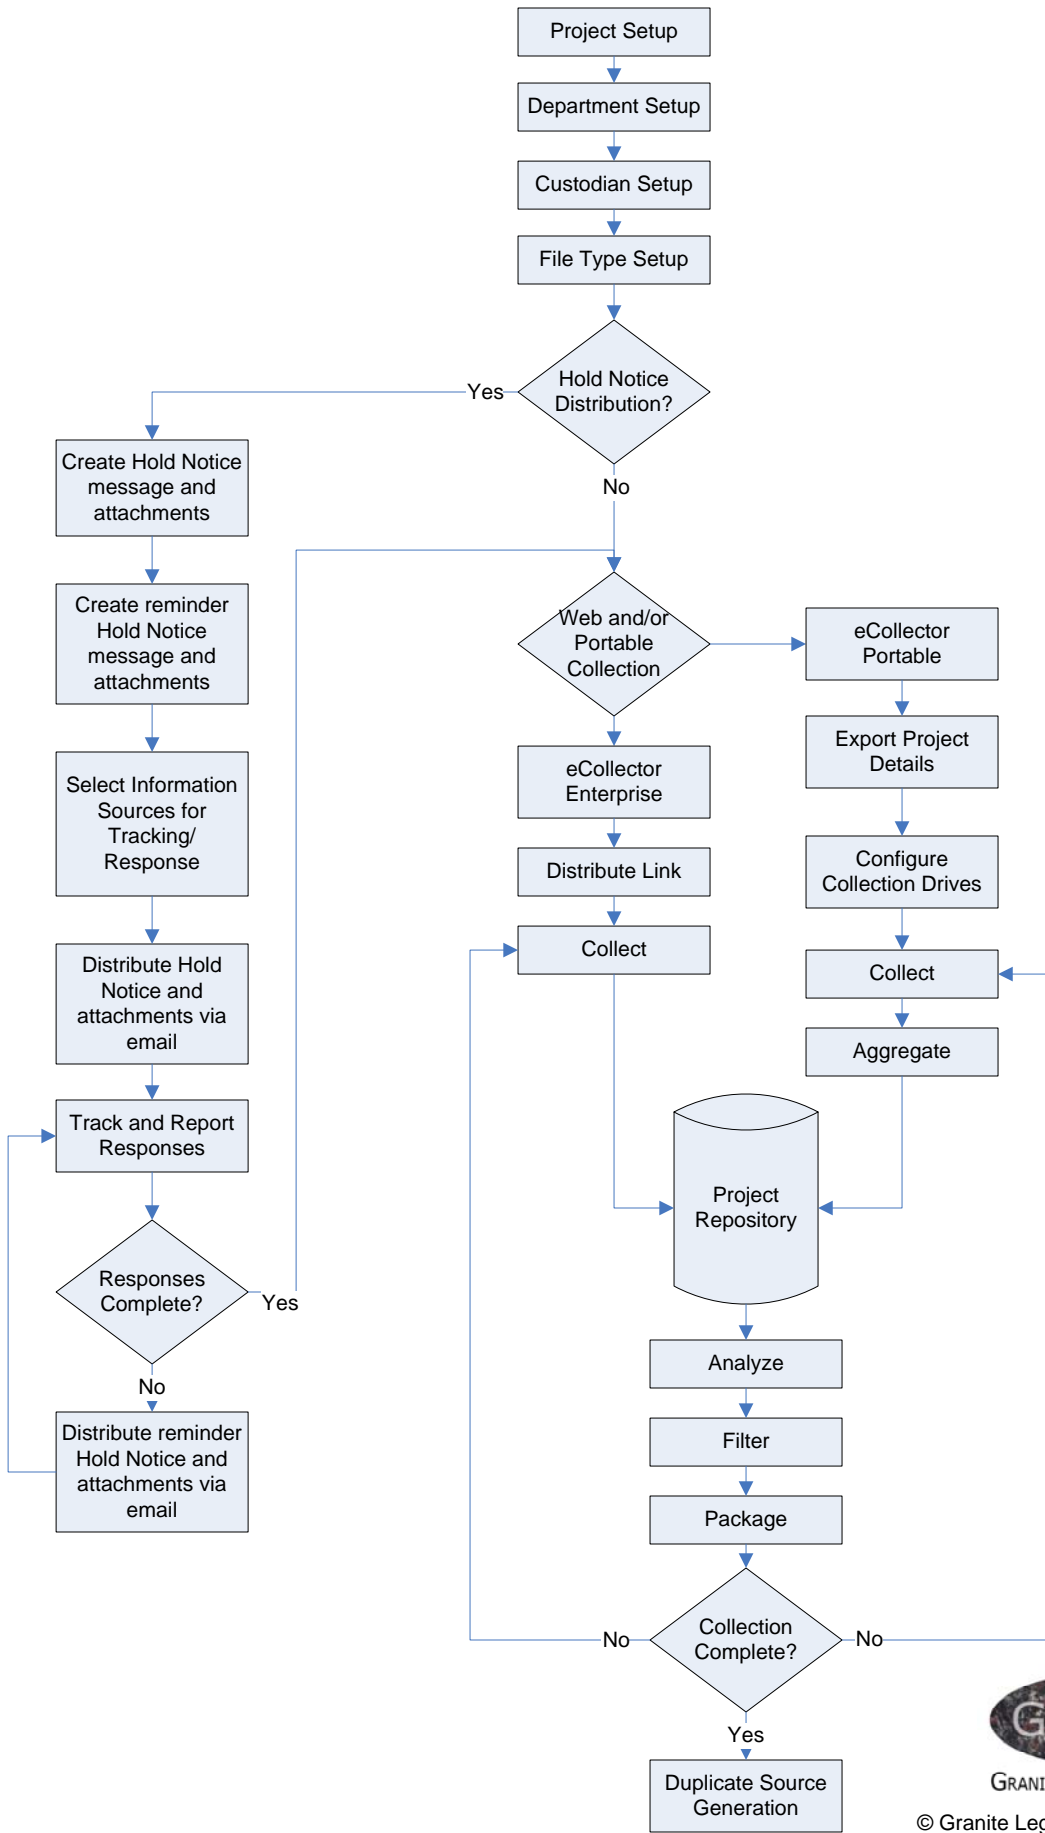 Project Setup
Department Setup
Custodian Setup
File Type Setup
Hold Notice
Distribution?
Yes
No
Create Hold Notice
message and
attachments
Create reminder
Hold Notice
message and
attachments
Select Information
Sources for
Tracking/
Response
Distribute Hold
Notice and
attachments via
email
Track and Report
Responses
Responses
Complete?
Yes
No
Distribute reminder
Hold Notice and
attachments via
email
Web and/or
Portable
Collection
eCollector
Enterprise
Distribute Link
Collect
eCollector
Portable
Export Project
Details
Configure
Collection Drives
Collect
Aggregate
Project
Repository
Analyze
Filter
Package
Collection
Complete?
No
No
Yes
Duplicate Source
Generation
G
GRANI
© Granite Leg